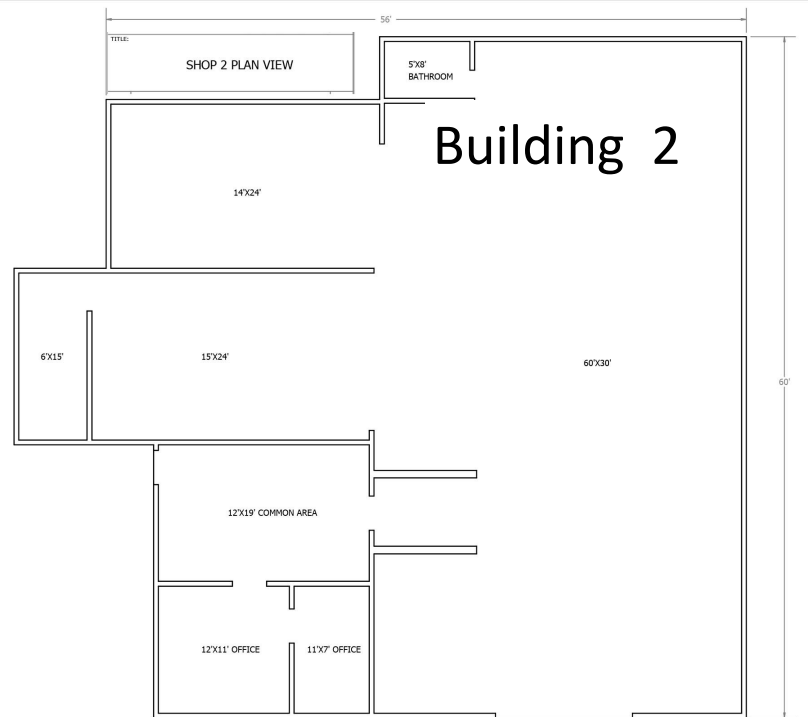 56'
TITLE:
SHOP 2 PLAN VIEW
5'X8'
BATHROOM
Building 2
14'X24'
6'X15'
15'X24'
60'X30'
60'
12'X19' COMMON AREA
12'X11' OFFICE
11'X7' OFFICE